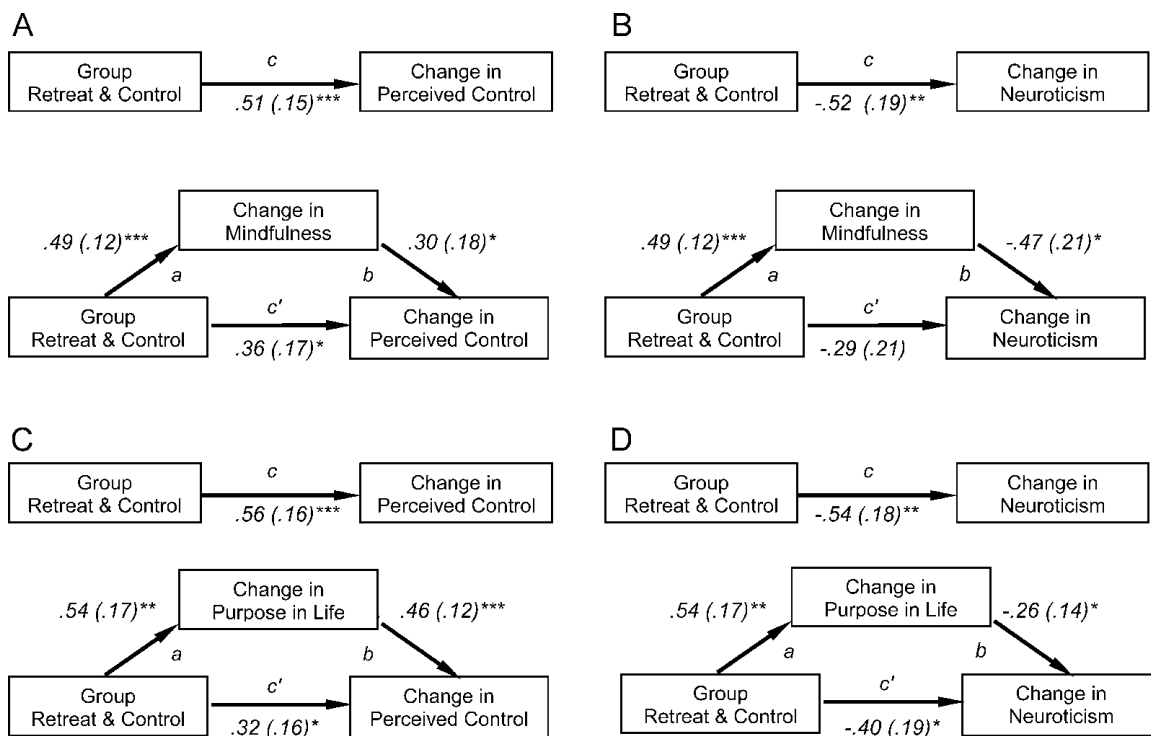 A
Group
Retreat & Control
c
.51 (.15)***
Change in
Perceived Control
Change in
Mindfulness
.49 (.12)***
.30 (.18)*
a
b
Group
Retreat & Control
c'
.36 (.17)*
Change in
Perceived Control
B
Group
Retreat & Control
c
-.52 (.19)**
Change in
Neuroticism
Change in
Mindfulness
.49 (.12)***
-.47 (.21)*
a
b
Group
Retreat & Control
c'
-.29 (.21)
Change in
Neuroticism
C
Group
Retreat & Control
c
.56 (.16)***
Change in
Perceived Control
Change in
Purpose in Life
.54 (.17)**
.46 (.12)***
a
b
Group
Retreat & Control
c'
.32 (.16)*
Change in
Perceived Control
D
Group
Retreat & Control
c
-.54 (.18)**
Change in
Neuroticism
Change in
Purpose in Life
.54 (.17)**
-.26 (.14)*
a
b
Group
Retreat & Control
c'
-.40 (.19)*
Change in
Neuroticism